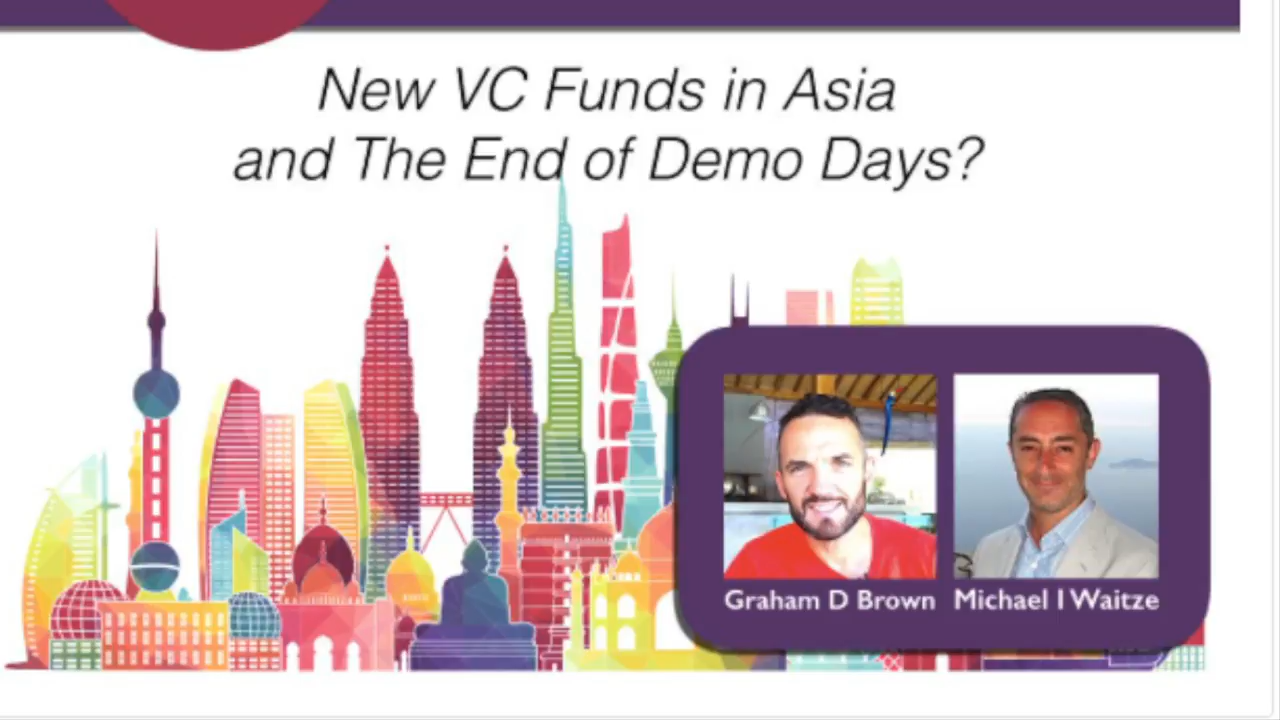 New VC Funds in Asia
and The End of Demo Days?
Graham D Brown
Michael I Waitze